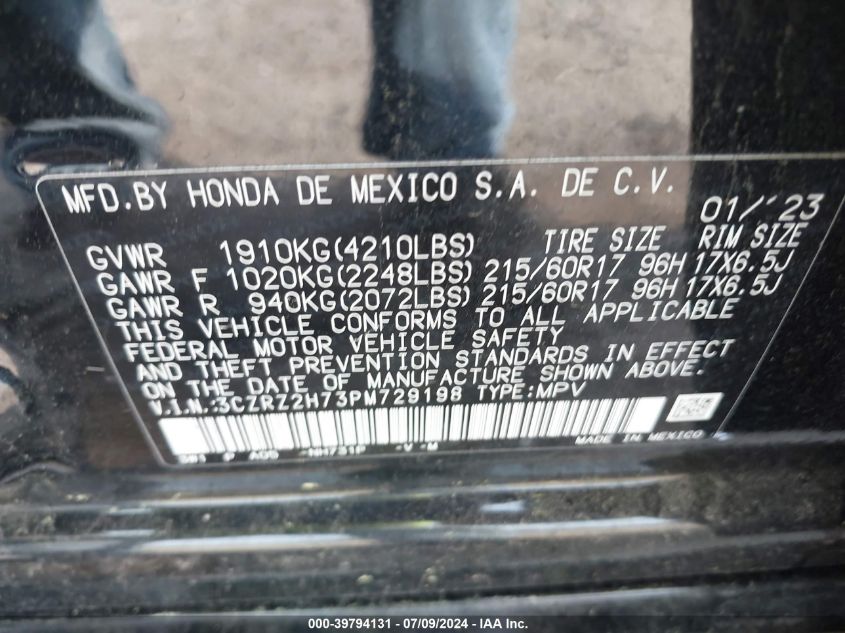 MFD.BY HONDA DE MEXICO S.A. DE C.V. 01/'23
GVWR 1910KG(4210LBS) TIRE SIZE RIM SIZE
GAWR F 1020KG(2248LBS) 215/60R17 96H 17X6.5J
GAWR R 940KG(2072LBS) 215/60R17 96H 17X6.5J
THIS VEHICLE CONFORMS TO ALL APPLICABLE
FEDERAL MOTOR VEHICLE SAFETY
AND THEFT PREVENTION STANDARDS IN EFFECT
ON THE DATE OF MANUFACTURE SHOWN ABOVE.
V.I.N.:3CZRZ2H73PM729198 TYPE:MPV
MADE IN MEXICO
NH731P -V-M
000-39794131 - 07/09/2024 - IAA Inc.